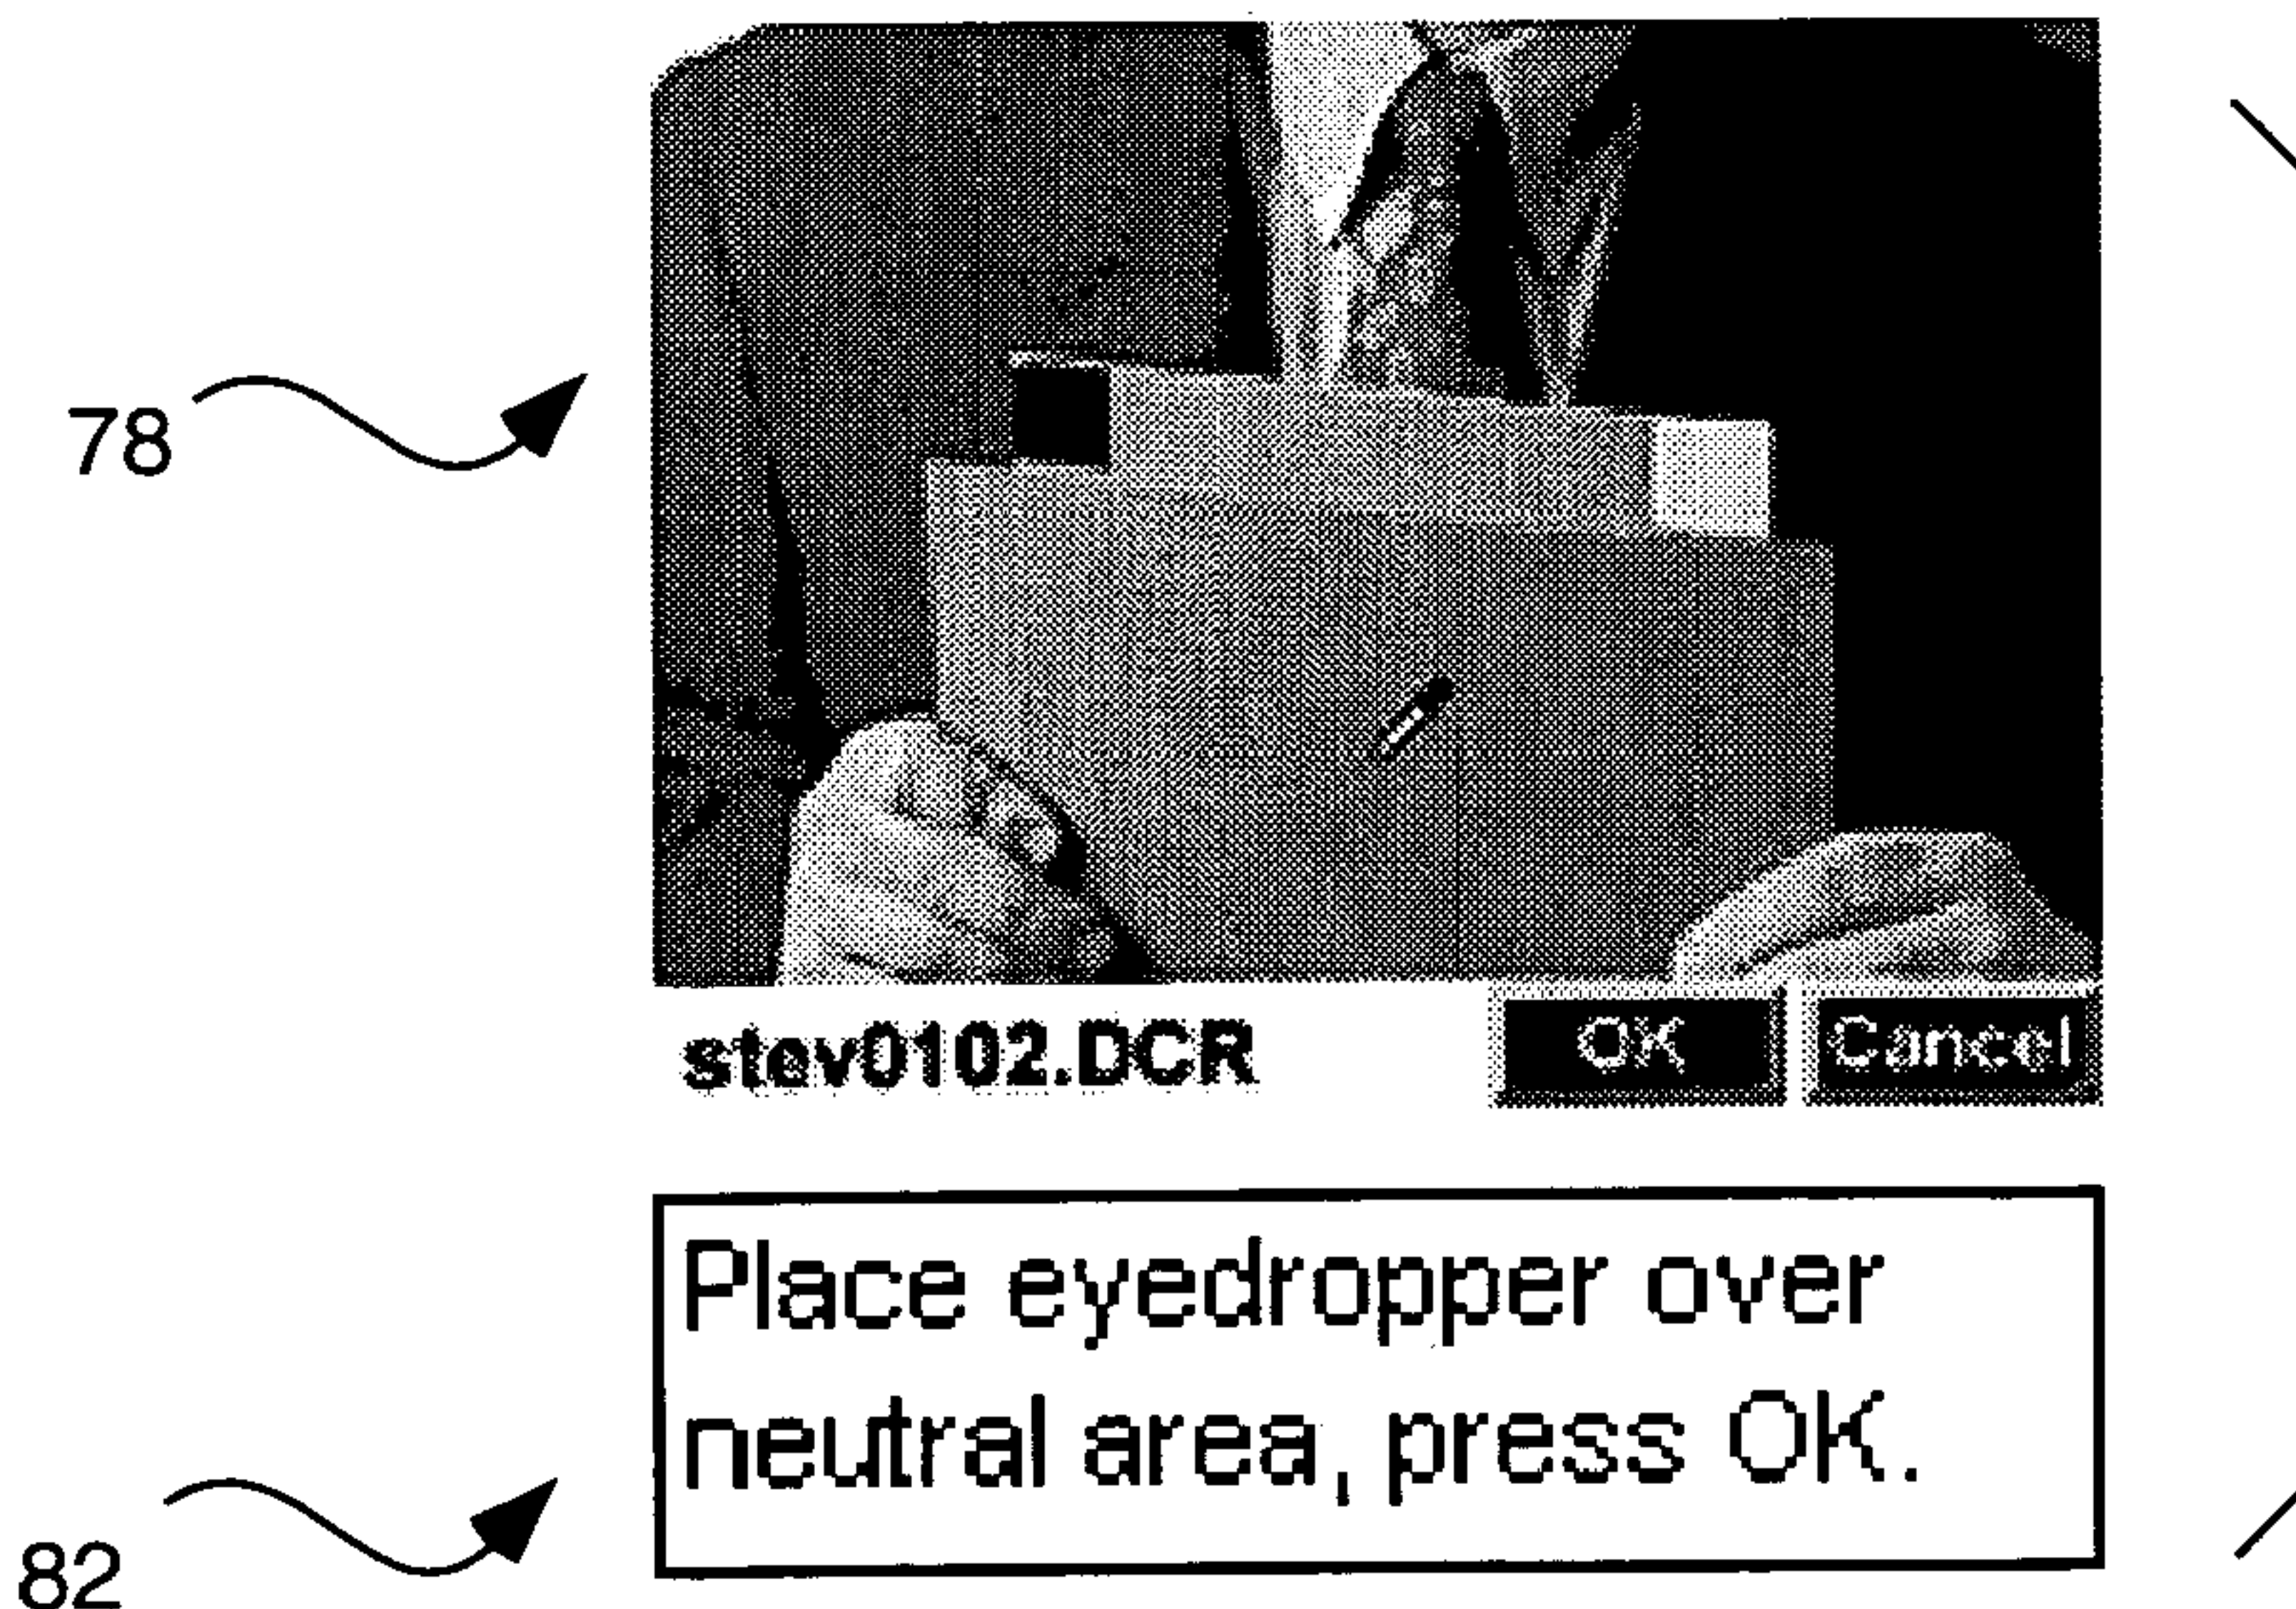 78
stev0102.DCR
OK
Cancel
Place eyedropper over
neutral area, press OK.
82